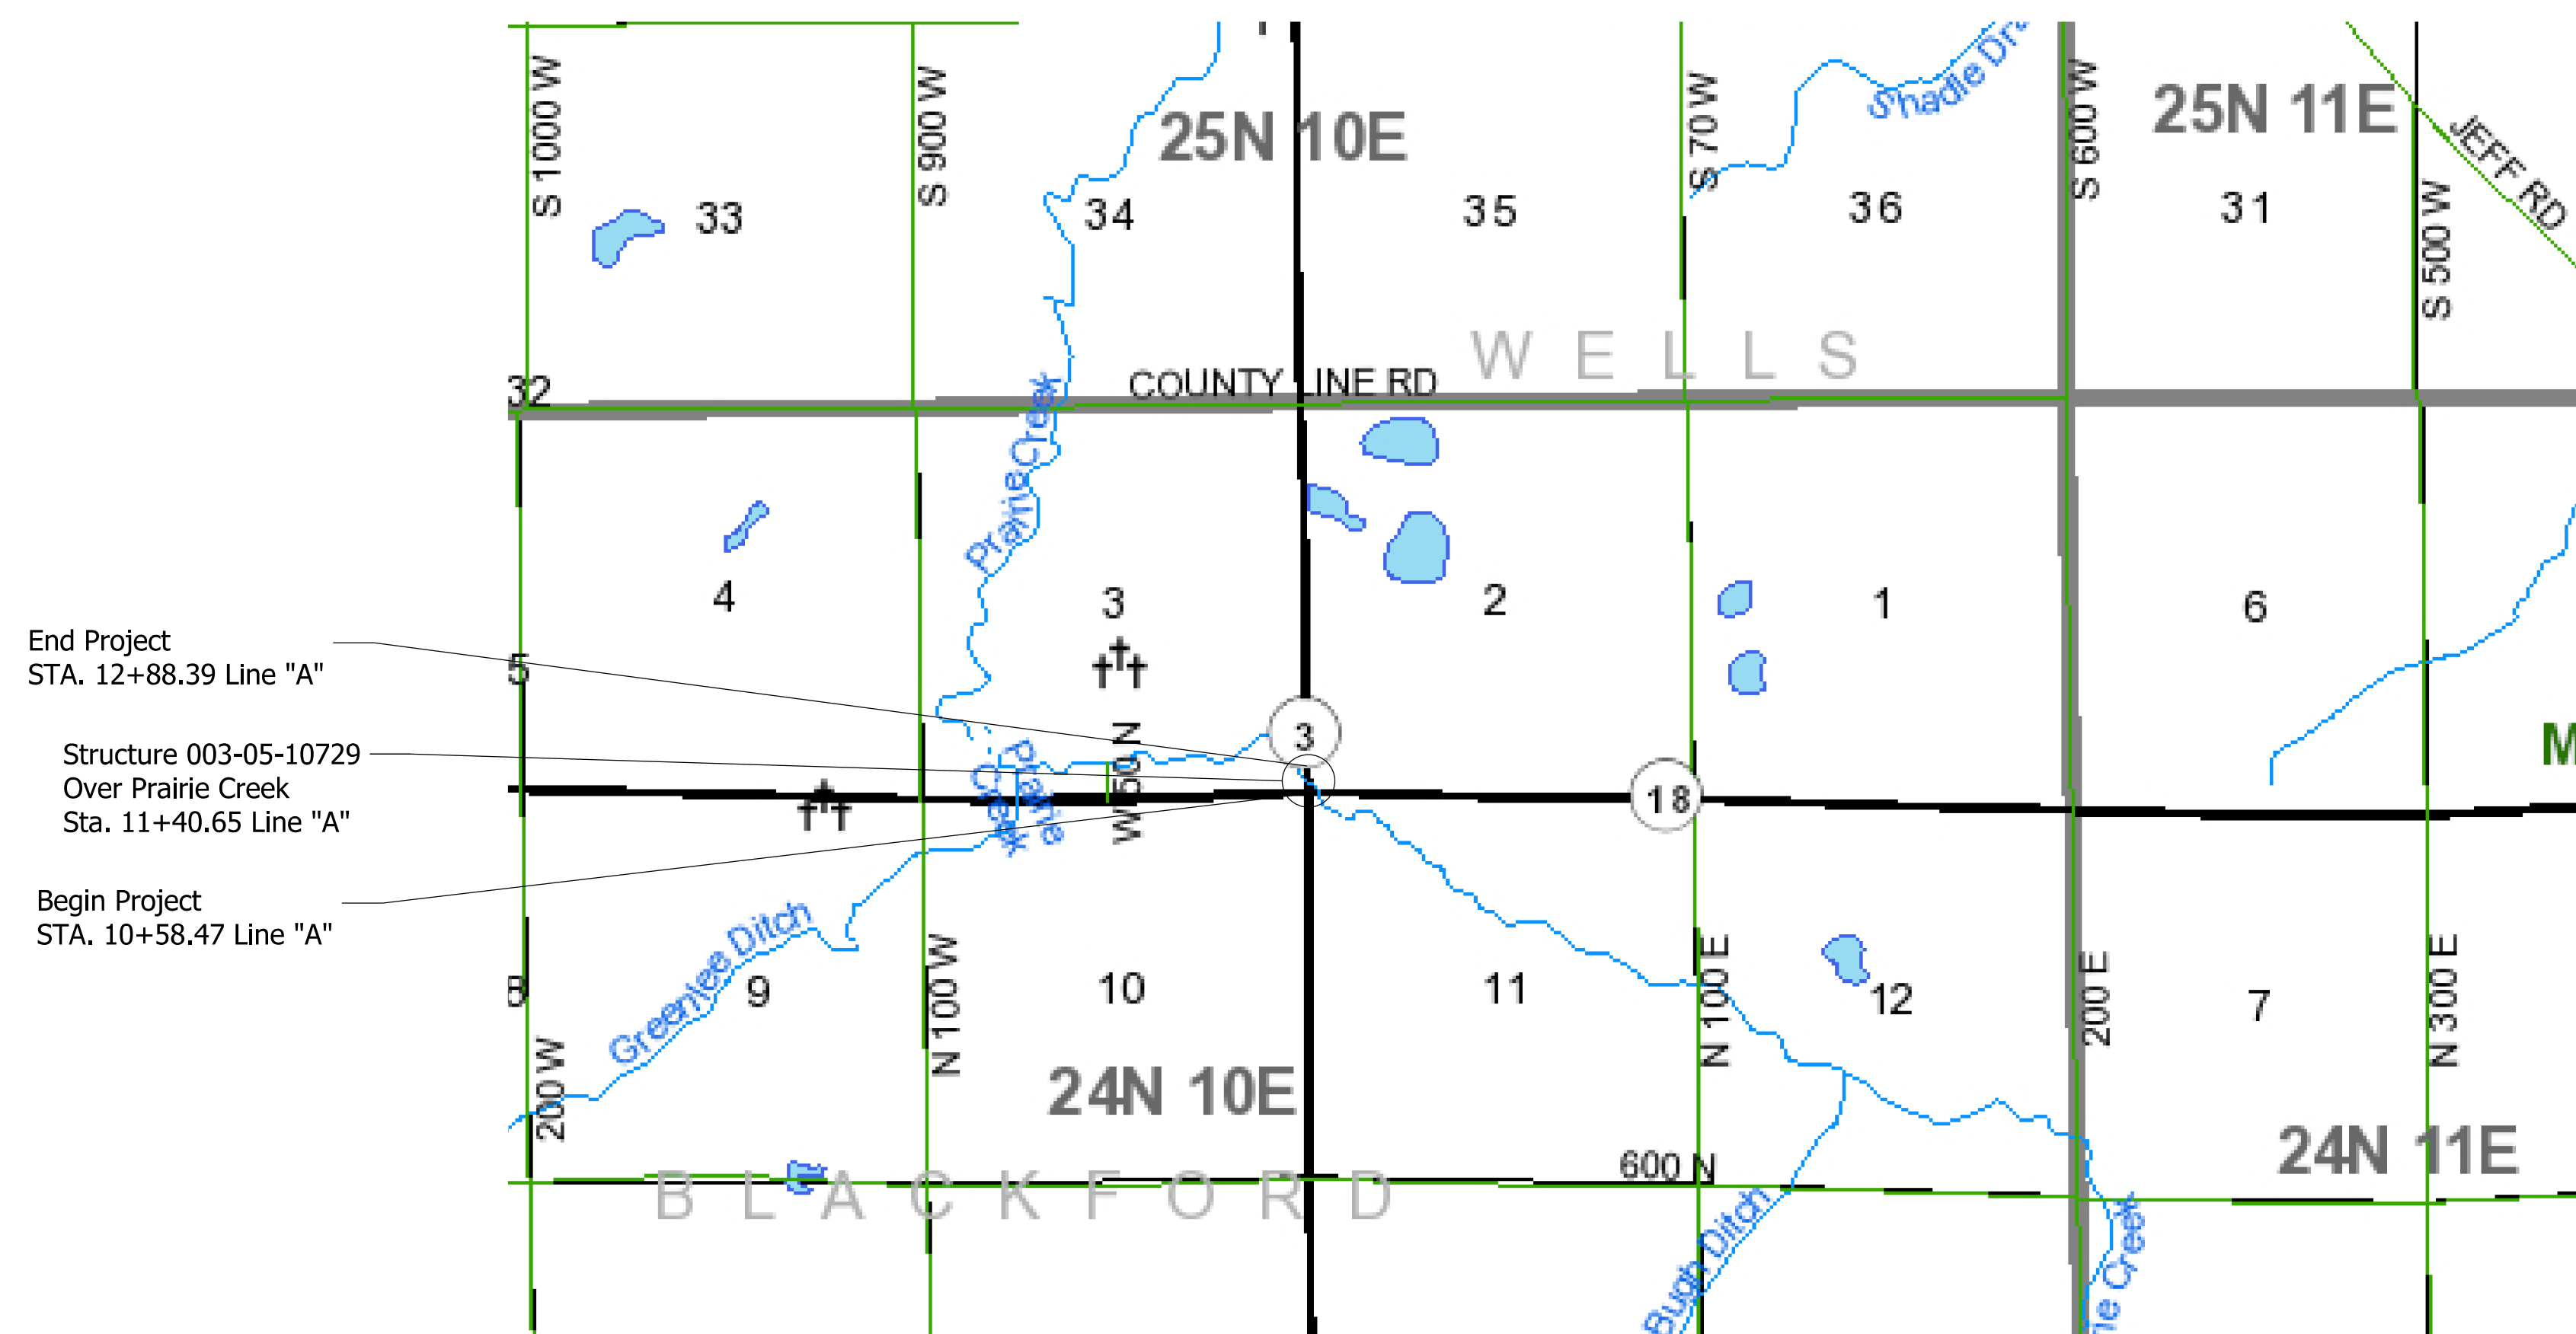 S 1000 W
S 900 W
25N 10E
S 70 W
Shadle
S 600 W
25N 11E
JEFF RD
S 500 W
33
34
35
36
31
WELLS
COUNTY LINE RD
32
Prairie Creek
4
3
2
1
6
End Project
STA. 12+88.39 Line "A"
5
Structure 003-05-10729
Over Prairie Creek
Sta. 11+40.65 Line "A"
W 50 N
3
18
M
Prairie
Creek
Begin Project
STA. 10+58.47 Line "A"
Greenlee Ditch
8
9
N 100 W
10
11
N 100 E
12
200 E
7
N 300 E
200 W
24N 10E
24N 11E
600 N
BLACKFORD
Bugh Ditch
Creek